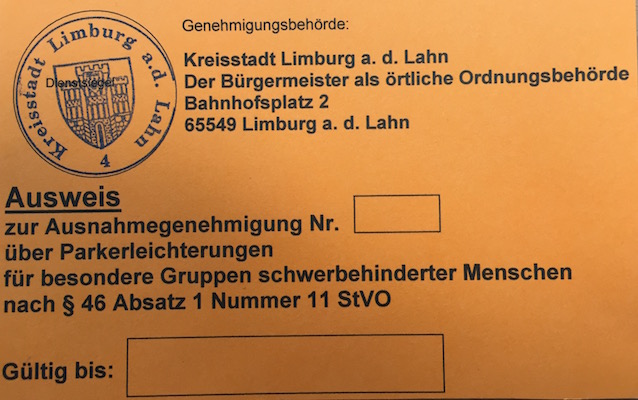 Kreisstadt Limburg a.d. Lahn
Dienstsiegel
4
Genehmigungsbehörde:
Kreisstadt Limburg a. d. Lahn
Der Bürgermeister als örtliche Ordnungsbehörde
Bahnhofsplatz 2
65549 Limburg a. d. Lahn
Ausweis
zur Ausnahmegenehmigung Nr.
über Parkerleichterungen
für besondere Gruppen schwerbehinderter Menschen
nach § 46 Absatz 1 Nummer 11 StVO
Gültig bis: